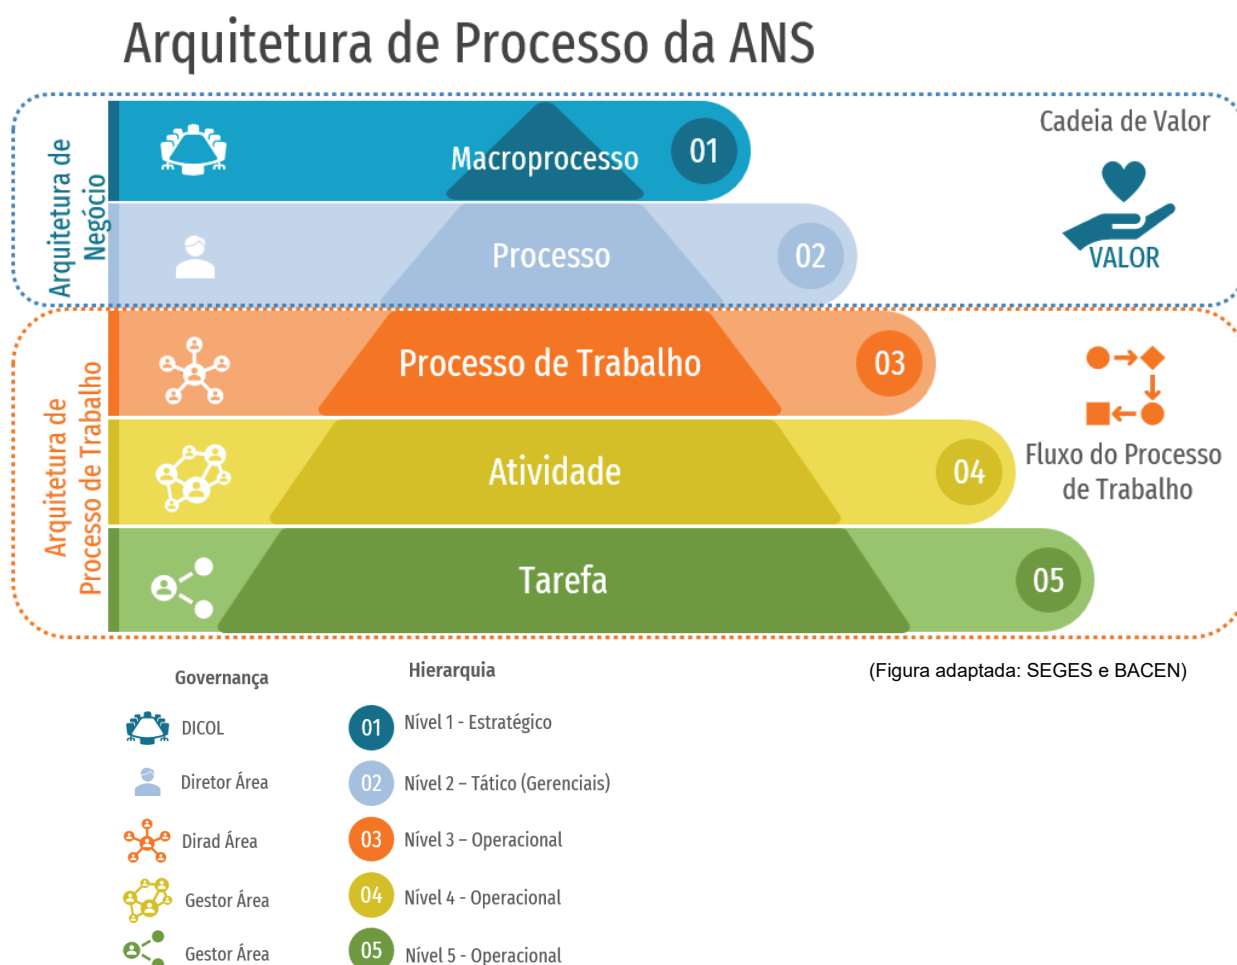 Arquitetura de Processo da ANS
Arquitetura de
Negócio
Macroprocesso
01
Cadeia de Valor
VALOR
Processo
02
Arquitetura de
Processo de Trabalho
Processo de Trabalho
03
Atividade
04
Fluxo do Processo
de Trabalho
Tarefa
05
(Figura adaptada: SEGES e BACEN)
Governança
Hierarquia
DICOL
01 Nível 1 - Estratégico
Diretor Área
02 Nível 2 – Tático (Gerenciais)
Dirad Área
03 Nível 3 – Operacional
Gestor Área
04 Nível 4 - Operacional
Gestor Área
05 Nível 5 - Operacional